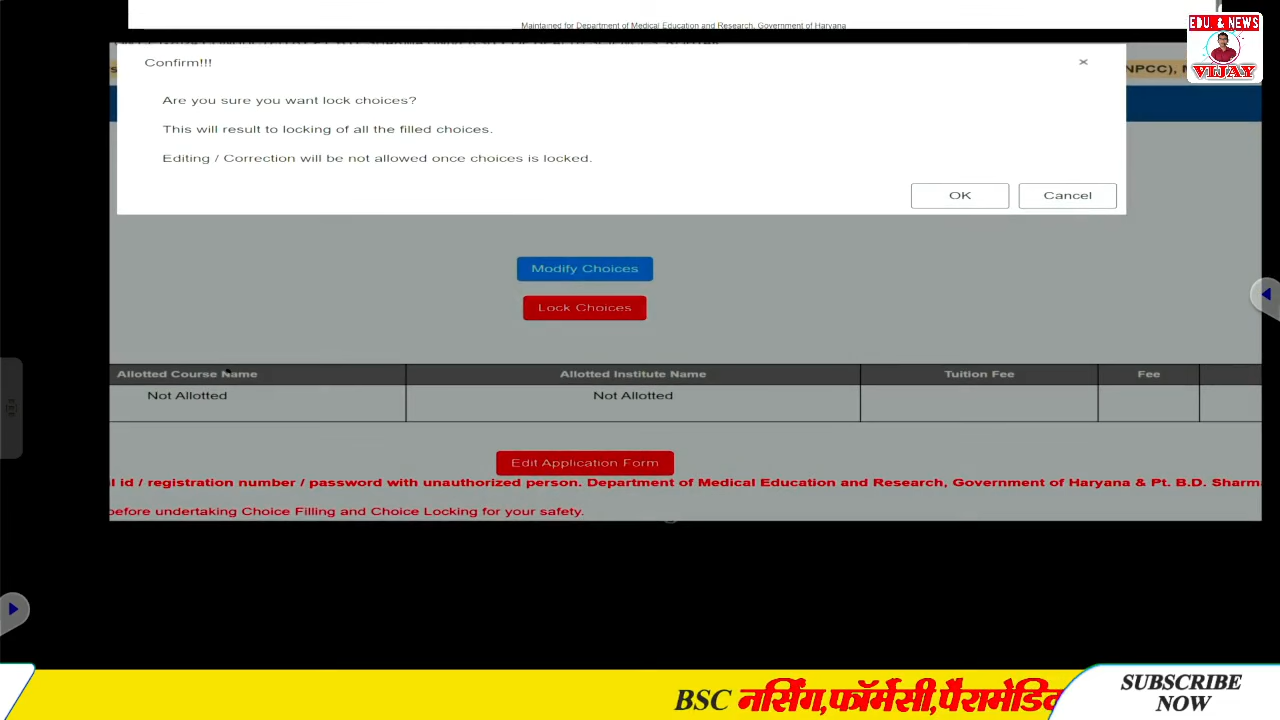 Maintained for Department of Medical Education and Research, Government of Haryana
EDU. & NEWS
VIJAY
Confirm!!!
×
NPCC), M
Are you sure you want lock choices?
This will result to locking of all the filled choices.
Editing / Correction will be not allowed once choices is locked.
OK Cancel
Modify Choices
Lock Choices
Allotted Course Name Allotted Institute Name Tuition Fee Fee
Not Allotted Not Allotted
Edit Application Form
l id / registration number / password with unauthorized person. Department of Medical Education and Research, Government of Haryana & Pt. B.D. Sharma
before undertaking Choice Filling and Choice Locking for your safety.
BSC नर्सिंग,फॉर्मेसी,पैरामेडिक
SUBSCRIBE
NOW